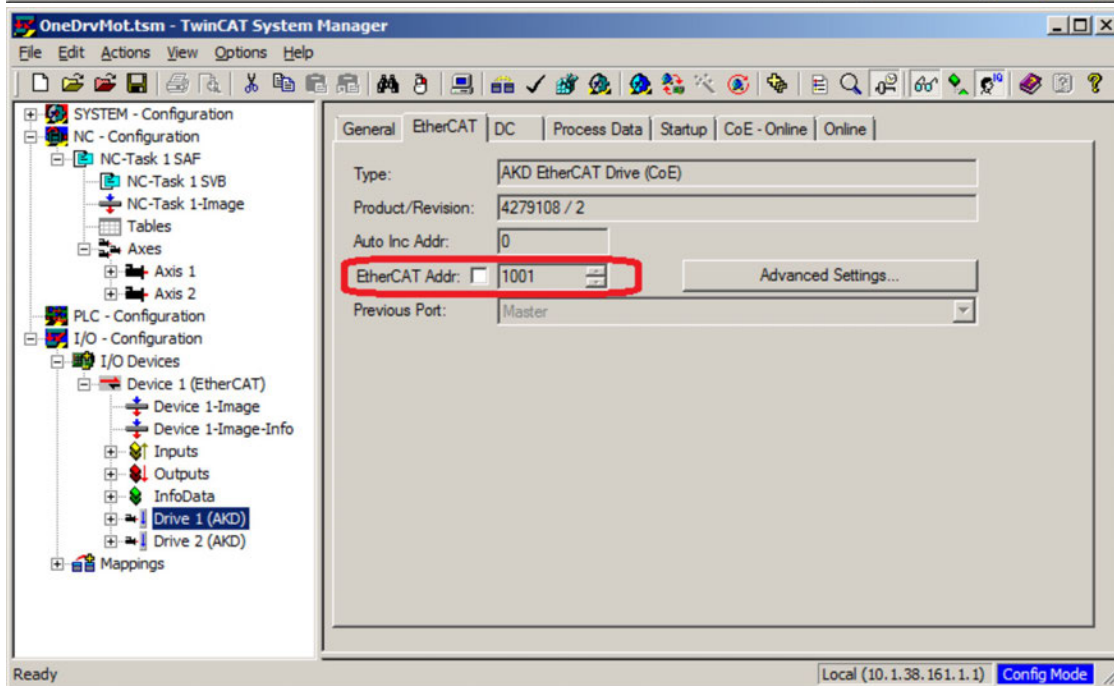 OneDrvMot.tsm - TwinCAT System Manager
File Edit Actions View Options Help
SYSTEM - Configuration
NC - Configuration
NC-Task 1 SAF
NC-Task 1 SVB
NC-Task 1-Image
Tables
Axes
Axis 1
Axis 2
PLC - Configuration
I/O - Configuration
I/O Devices
Device 1 (EtherCAT)
Device 1-Image
Device 1-Image-Info
Inputs
Outputs
InfoData
Drive 1 (AKD)
Drive 2 (AKD)
Mappings
General EtherCAT DC Process Data Startup CoE - Online Online
Type: AKD EtherCAT Drive (CoE)
Product/Revision: 4279108 / 2
Auto Inc Addr: 0
EtherCAT Addr: 1001 Advanced Settings...
Previous Port: Master
Ready Local (10.1.38.161.1.1) Config Mode